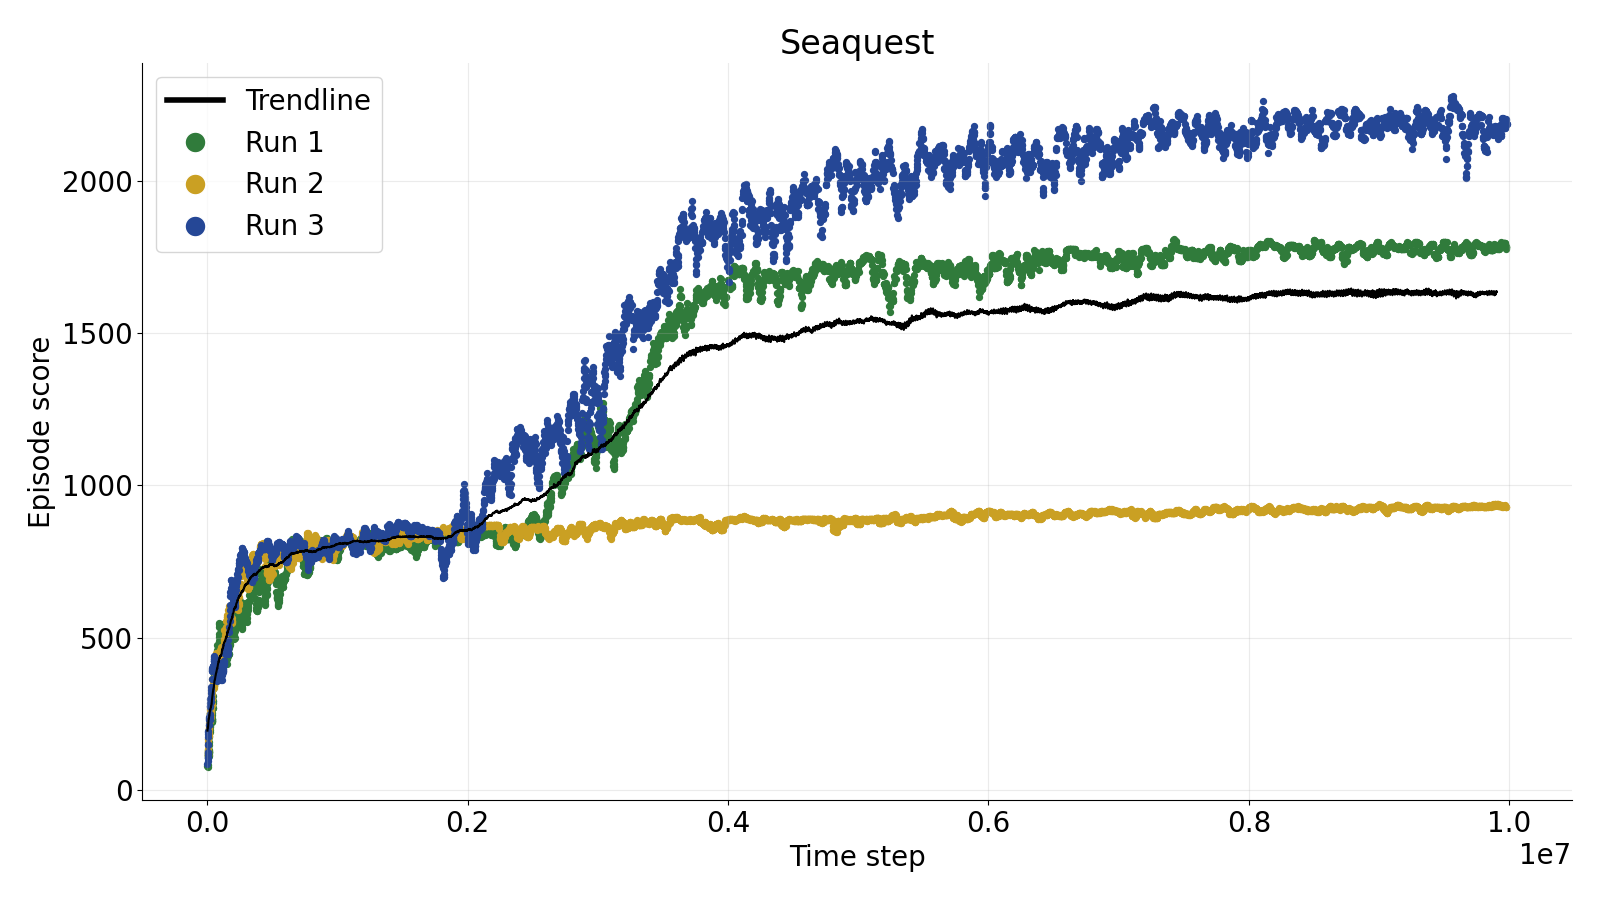 Seaquest
Trendline
Run 1
Run 2
Run 3
Episode score
2000
1500
1000
500
0
0.0 0.2 0.4 0.6 0.8 1.0
1e7
Time step